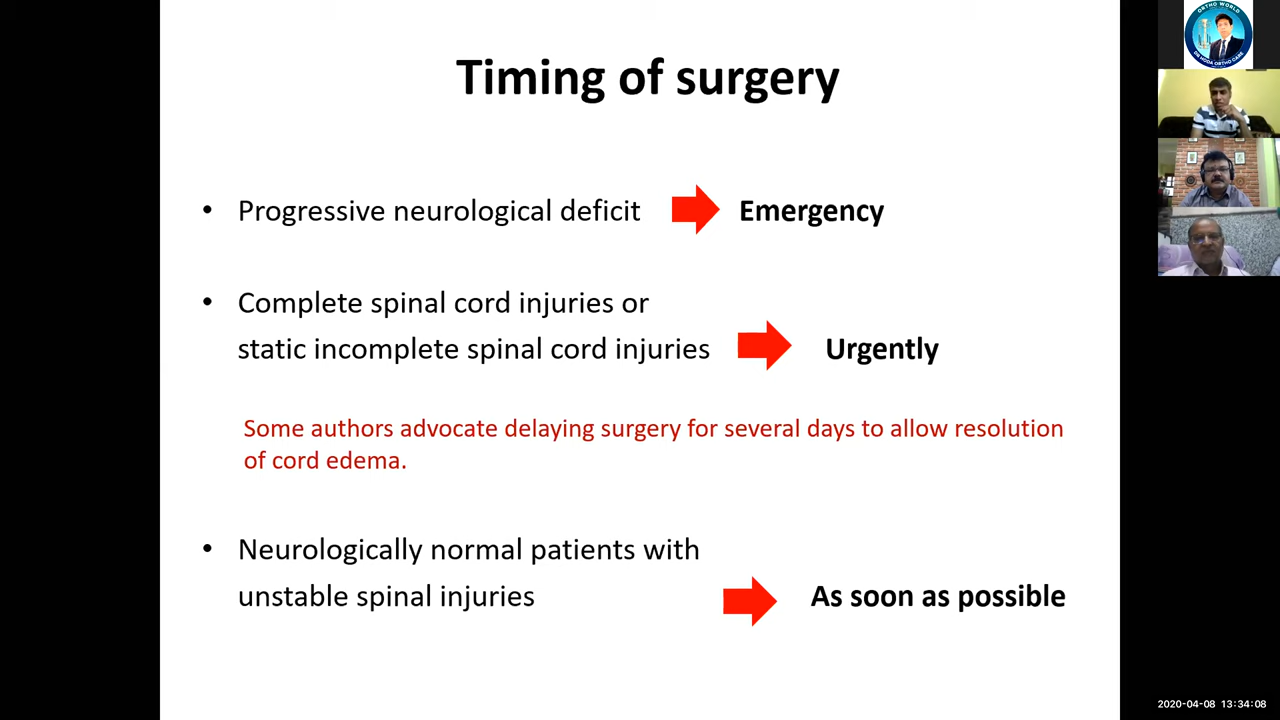 Timing of surgery
• Progressive neurological deficit
Emergency
• Complete spinal cord injuries or
static incomplete spinal cord injuries
Urgently
Some authors advocate delaying surgery for several days to allow resolution
of cord edema.
• Neurologically normal patients with
unstable spinal injuries
As soon as possible
ORTHO WORLD
2020-04-08 13:34:08